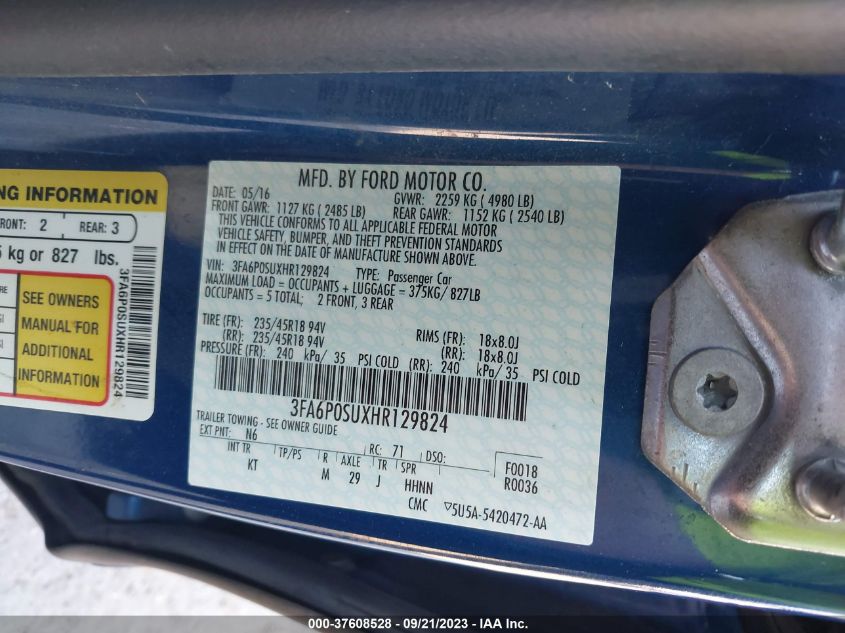 NG INFORMATION
FRONT: 2 REAR: 3
5 kg or 827 lbs.
SEE OWNERS
MANUAL FOR
ADDITIONAL
INFORMATION
3FA6P0SUXHR129824
MFD. BY FORD MOTOR CO.
DATE: 05/16 GVWR: 2259 KG ( 4980 LB)
FRONT GAWR: 1127 KG ( 2485 LB) REAR GAWR: 1152 KG ( 2540 LB)
THIS VEHICLE CONFORMS TO ALL APPLICABLE FEDERAL MOTOR
VEHICLE SAFETY, BUMPER, AND THEFT PREVENTION STANDARDS
IN EFFECT ON THE DATE OF MANUFACTURE SHOWN ABOVE.
VIN: 3FA6P0SUXHR129824 TYPE: Passenger Car
MAXIMUM LOAD = OCCUPANTS + LUGGAGE = 375KG/ 827LB
OCCUPANTS = 5 TOTAL; 2 FRONT, 3 REAR
TIRE (FR): 235/45R18 94V RIMS (FR): 18x8.0J
(RR): 235/45R18 94V (RR): 18x8.0J
PRESSURE (FR): 240 kPa/ 35 PSI COLD (RR): 240 kPa/ 35 PSI COLD
3FA6P0SUXHR129824
TRAILER TOWING - SEE OWNER GUIDE
EXT PNT: N6 RC: 71 DSO:
INT TR TP/PS R AXLE TR SPR F0018
KT M 29 J HHNN R0036
CMC ▽5U5A-5420472-AA
000-37608528 - 09/21/2023 - © IAA, Inc.